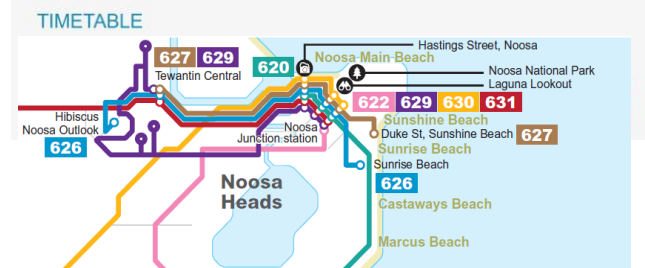 TIMETABLE
Hastings Street, Noosa
627 629
Noosa Main Beach
620
Tewantin Central
Noosa National Park
Laguna Lookout
622 629 630 631
Hibiscus
Noosa Outlook
626
Sunshine Beach
Noosa
Junction station
Duke St, Sunshine Beach 627
Sunrise Beach
Sunrise Beach
626
Noosa
Heads
Castaways Beach
Marcus Beach